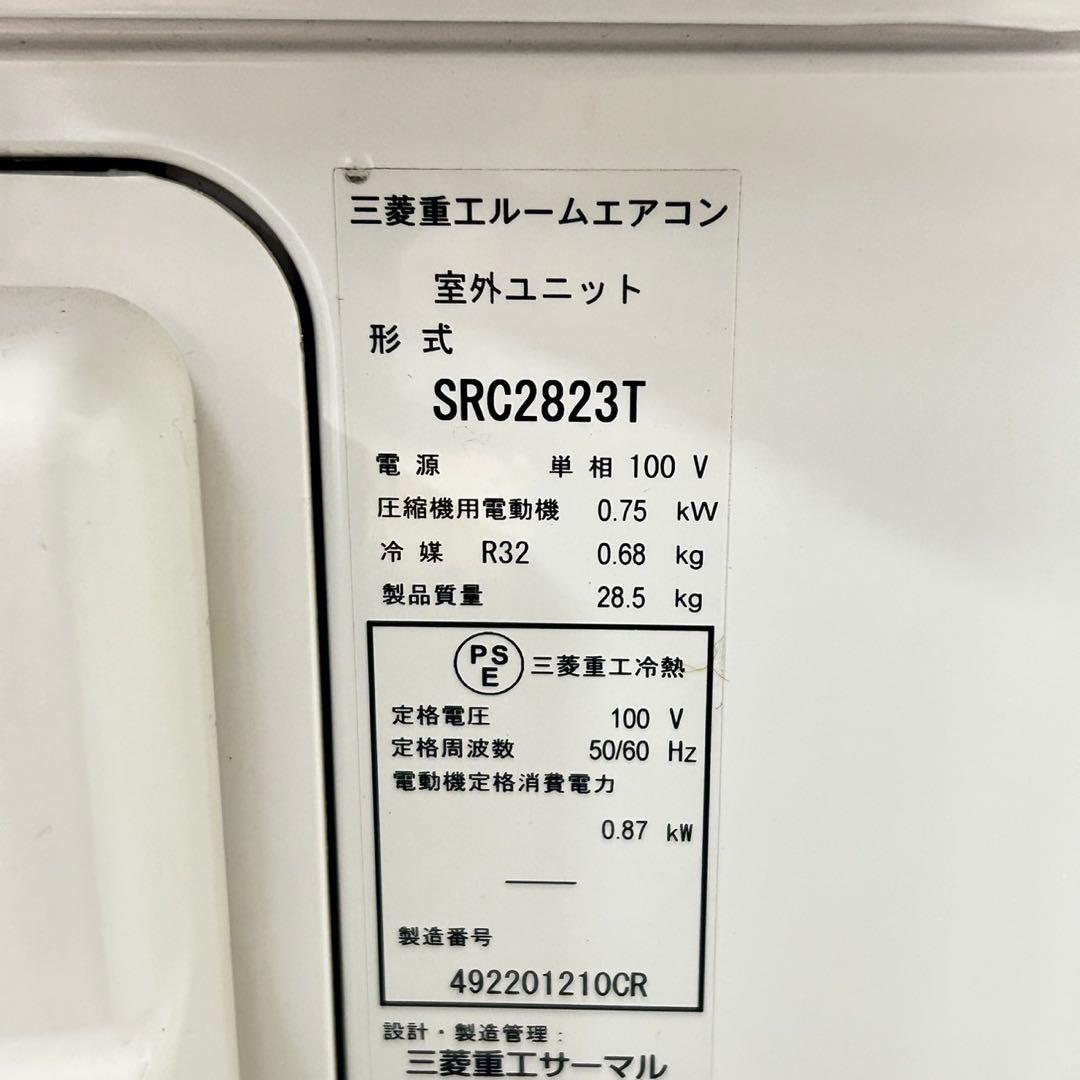 三菱重工ルームエアコン
室外ユニット
形式
SRC2823T
電源 単相 100 V
圧縮機用電動機 0.75 kW
冷媒 R32 0.68 kg
製品質量 28.5 kg
PSE 三菱重工冷熱
定格電圧 100 V
定格周波数 50/60 Hz
電動機定格消費電力
0.87 kW
製造番号
492201210CR
設計・製造管理:
三菱重工サーマル